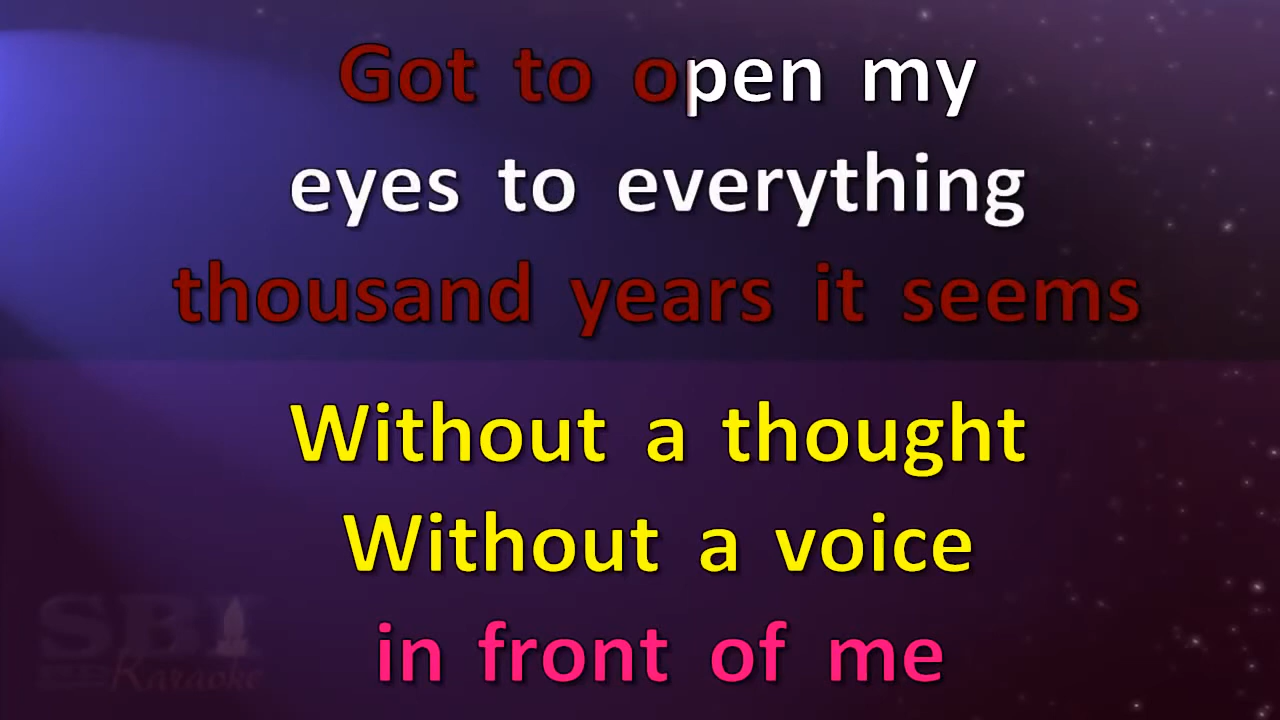 Got to open my
eyes to everything
thousand years it seems
Without a thought
Without a voice
in front of me
SBI
Karaoke